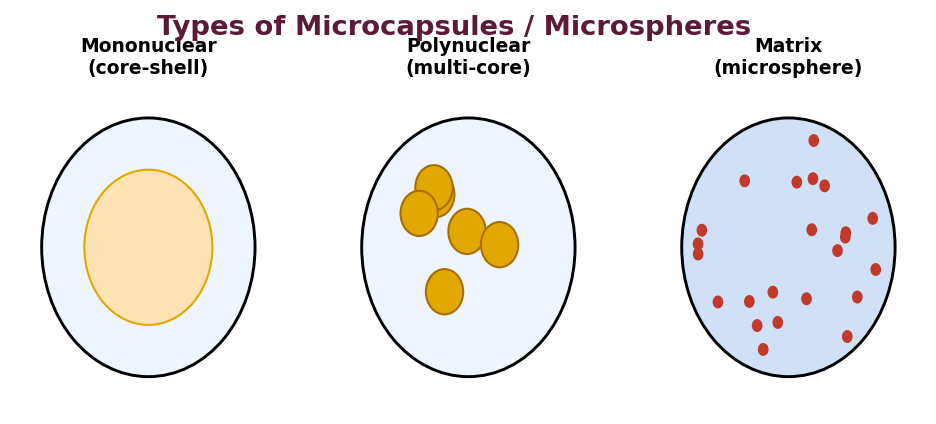 Types of Microcapsules / Microspheres
Mononuclear
(core-shell)
Polynuclear
(multi-core)
Matrix
(microsphere)